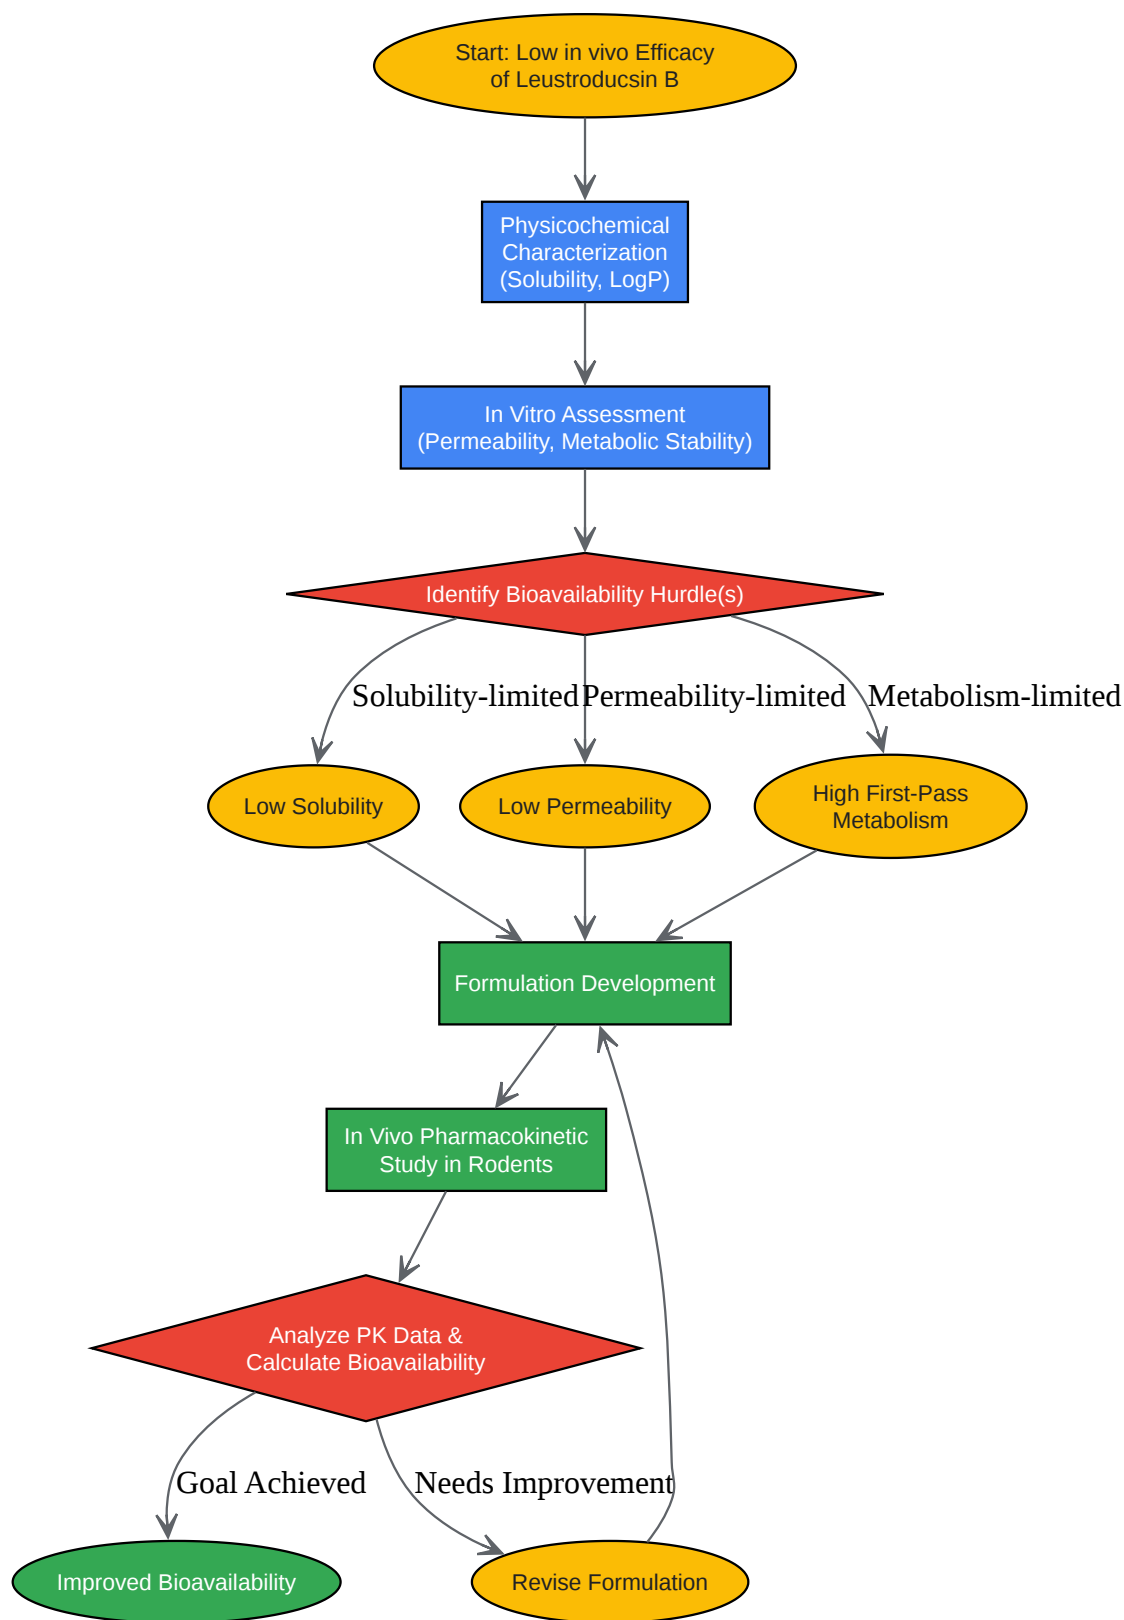 Start: Low in vivo Efficacy
of Leustroducsin B
Physicochemical
Characterization
(Solubility, LogP)
In Vitro Assessment
(Permeability, Metabolic Stability)
Identify Bioavailability Hurdle(s)
Solubility-limited
Permeability-limited
Metabolism-limited
Low Solubility
Low Permeability
High First-Pass
Metabolism
Formulation Development
In Vivo Pharmacokinetic
Study in Rodents
Analyze PK Data &
Calculate Bioavailability
Goal Achieved
Needs Improvement
Improved Bioavailability
Revise Formulation